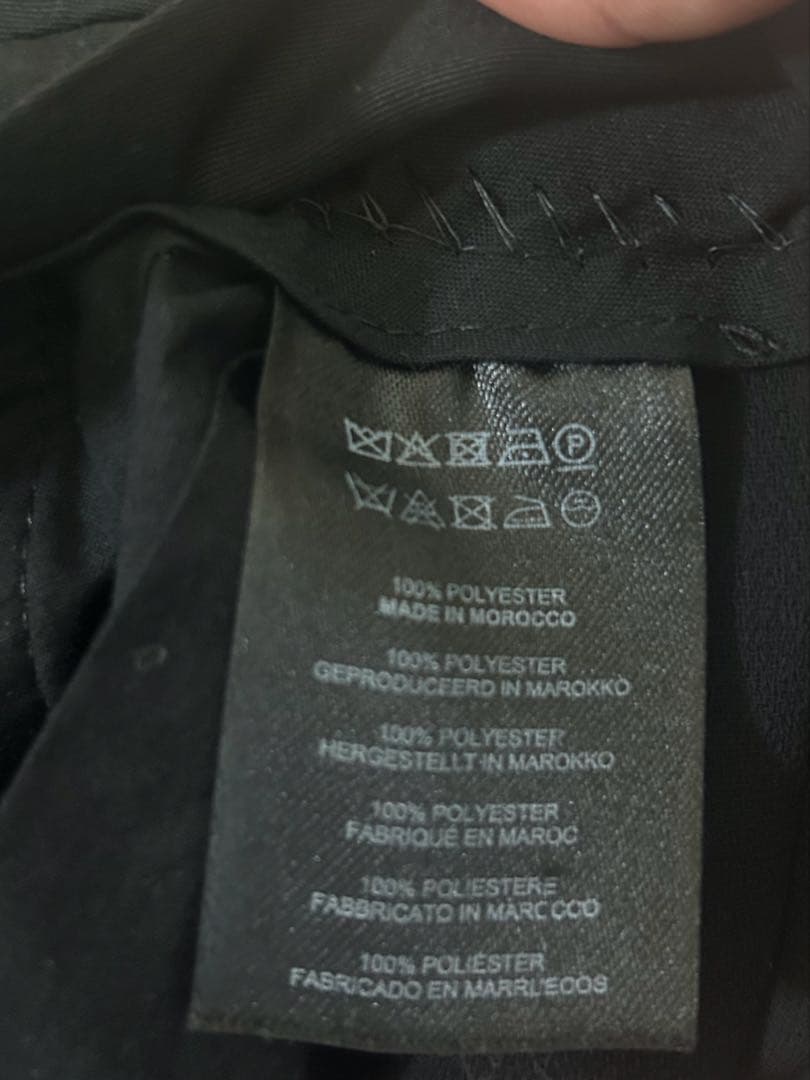 P
100% POLYESTER
MADE IN MOROCCO
100% POLYESTER
GEPRODUCEERD IN MAROKKO
100% POLYESTER
HERGESTELLT IN MAROKKO
100% POLYESTER
FABRIQUÉ EN MAROC
100% POLIESTERE
FABBRICATO IN MAROCCO
100% POLIÉSTER
FABRICADO EN MARRUECOS